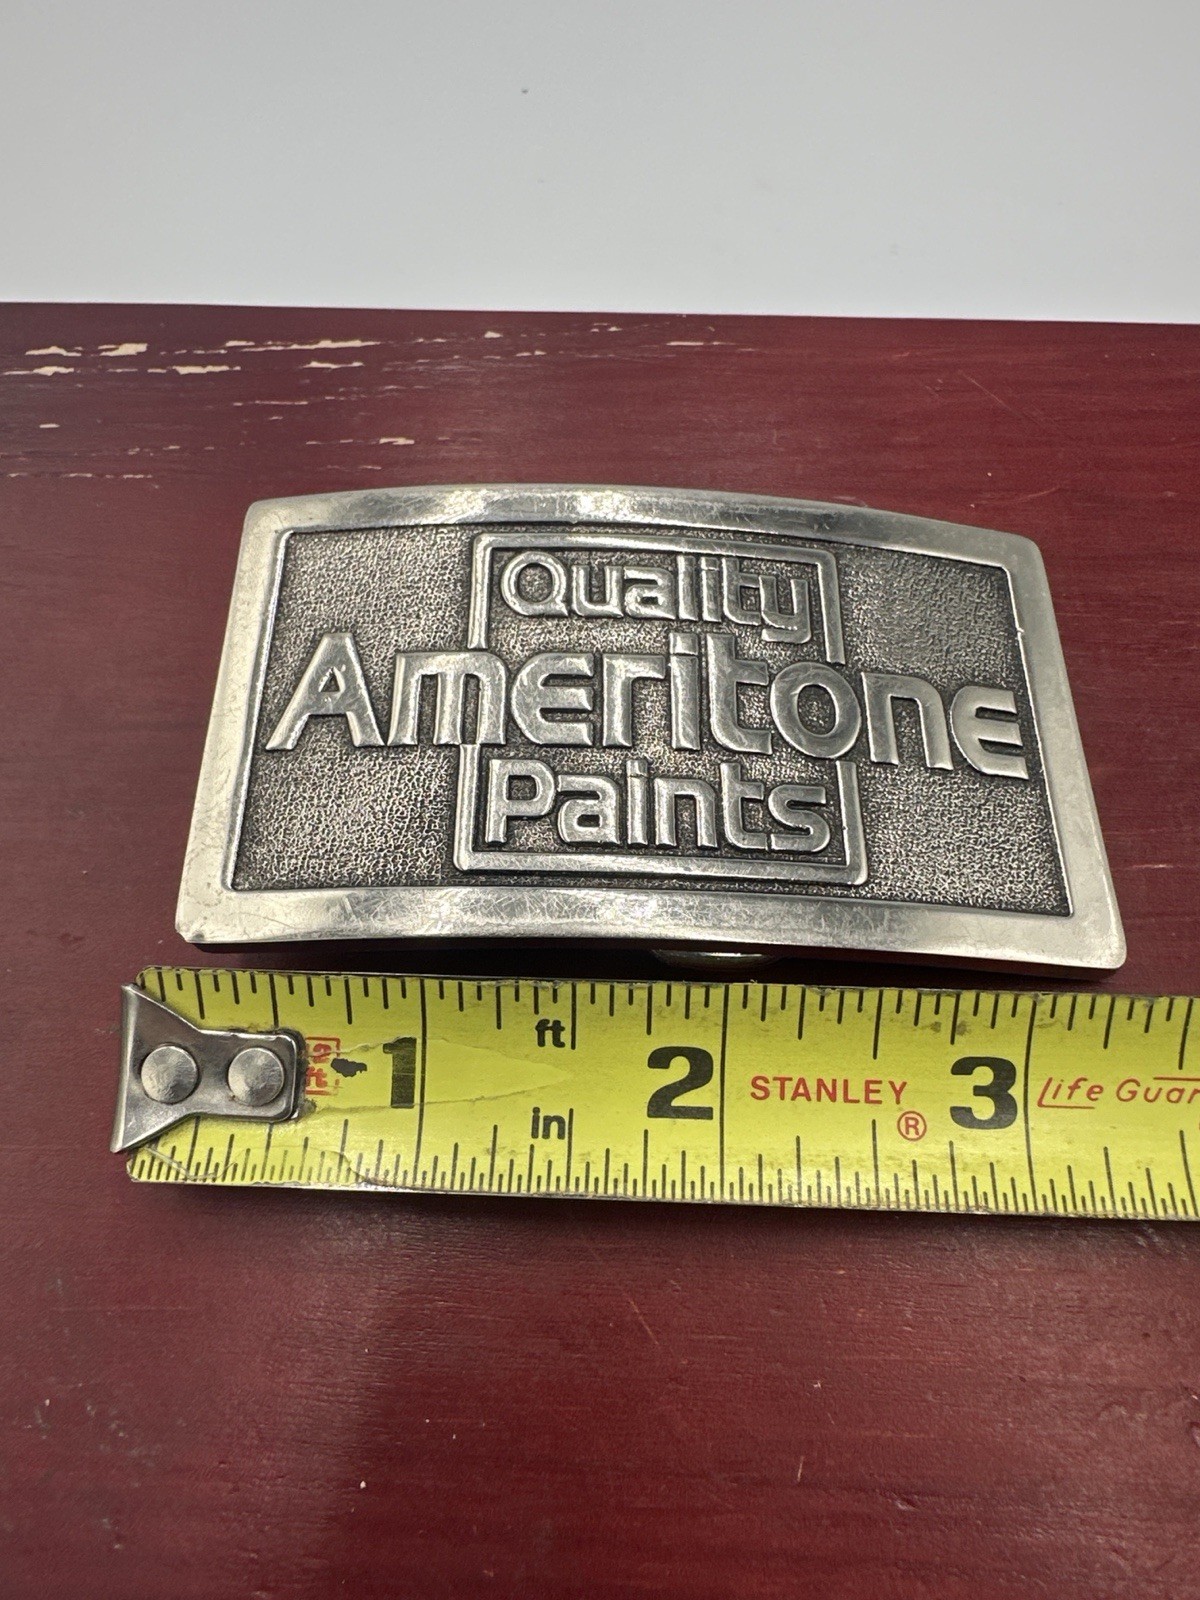 Quality
Ameritone
Paints
ft
1 2 STANLEY ® 3 Life Guar
in